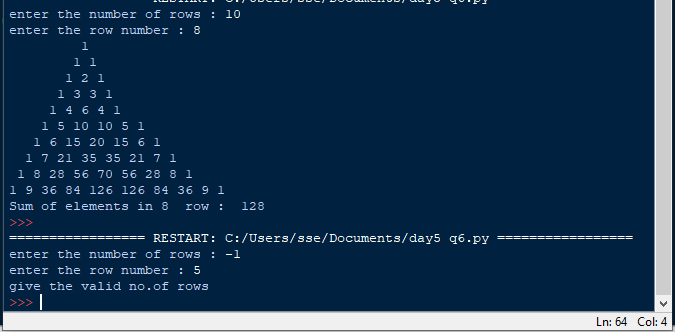 RESTART: C:/Users/sse/Documents/day5 q6.py
enter the number of rows : 10
enter the row number : 8
1
1 1
1 2 1
1 3 3 1
1 4 6 4 1
1 5 10 10 5 1
1 6 15 20 15 6 1
1 7 21 35 35 21 7 1
1 8 28 56 70 56 28 8 1
1 9 36 84 126 126 84 36 9 1
Sum of elements in 8  row :  128
>>>
================= RESTART: C:/Users/sse/Documents/day5 q6.py =================
enter the number of rows : -1
enter the row number : 5
give the valid no.of rows
>>>
Ln: 64  Col: 4